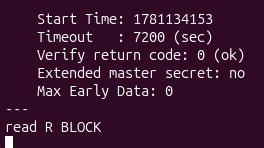 Start Time: 1781134153
Timeout   : 7200 (sec)
Verify return code: 0 (ok)
Extended master secret: no
Max Early Data: 0
---
read R BLOCK